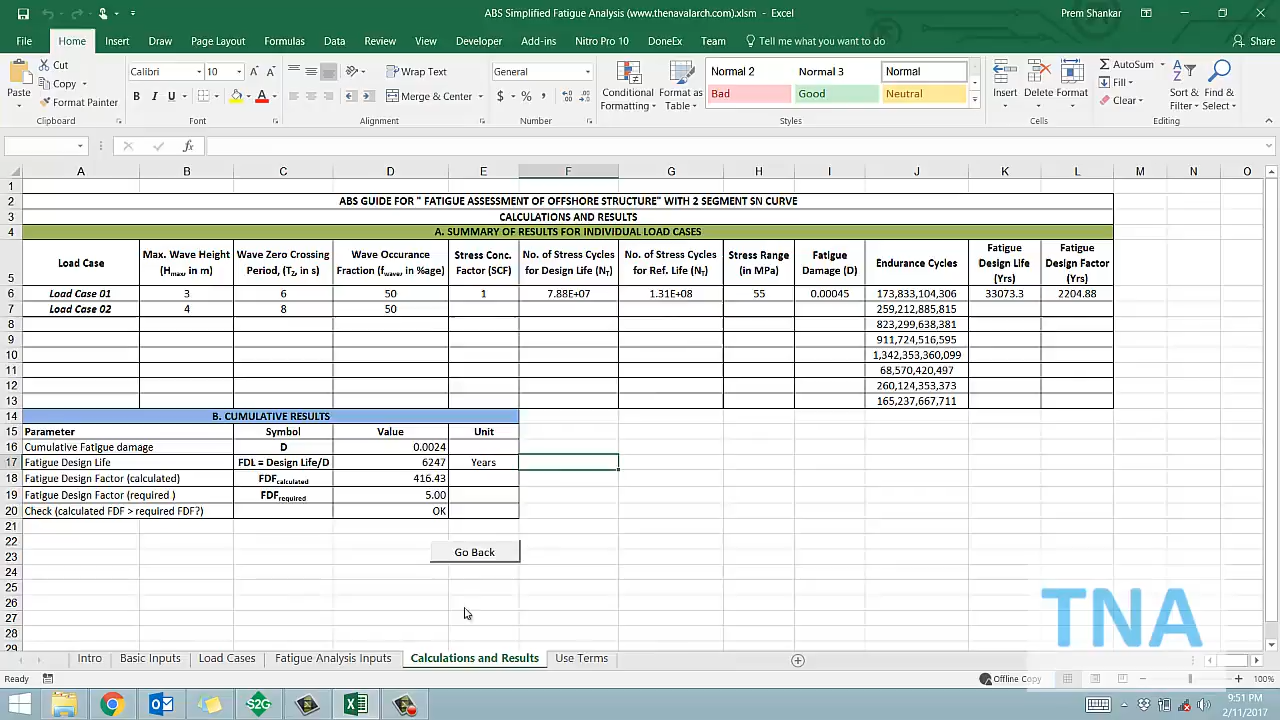 ABS Simplified Fatigue Analysis (www.thenavalarch.com).xlsm - Excel
Prem Shankar
File Home Insert Draw Page Layout Formulas Data Review View Developer Add-ins Nitro Pro 10 DoneEx Team Tell me what you want to do Share
Paste
Cut
Copy
Format Painter
Clipboard
Calibri 10
B I U
Font
Wrap Text
Merge & Center
Alignment
General
$ % ,
Number
Conditional Formatting
Format as Table
Normal 2 Normal 3 Normal
Bad Good Neutral
Styles
Insert Delete Format
Cells
AutoSum
Fill
Clear
Sort & Filter
Find & Select
Editing
fx
A B C D E F G H I J K L M N O
1
2 ABS GUIDE FOR " FATIGUE ASSESSMENT OF OFFSHORE STRUCTURE" WITH 2 SEGMENT SN CURVE
3 CALCULATIONS AND RESULTS
4 A. SUMMARY OF RESULTS FOR INDIVIDUAL LOAD CASES
5 Load Case Max. Wave Height (Hmax in m) Wave Zero Crossing Period, (Tz, in s) Wave Occurance Fraction (fwave, in %age) Stress Conc. Factor (SCF) No. of Stress Cycles for Design Life (NT) No. of Stress Cycles for Ref. Life (NT) Stress Range (in MPa) Fatigue Damage (D) Endurance Cycles Fatigue Design Life (Yrs) Fatigue Design Factor (Yrs)
6 Load Case 01 3 6 50 1 7.88E+07 1.31E+08 55 0.00045 173,833,104,306 33073.3 2204.88
7 Load Case 02 4 8 50 259,212,885,815
8 823,299,638,381
9 911,724,516,595
10 1,342,353,360,099
11 68,570,420,497
12 260,124,353,373
13 165,237,667,711
14 B. CUMULATIVE RESULTS
15 Parameter Symbol Value Unit
16 Cumulative Fatigue damage D 0.0024
17 Fatigue Design Life FDL = Design Life/D 6247 Years
18 Fatigue Design Factor (calculated) FDFcalculated 416.43
19 Fatigue Design Factor (required ) FDFrequired 5.00
20 Check (calculated FDF > required FDF?) OK
21
22
Go Back
23
24
25
26
27
28
29
TNA
Intro Basic Inputs Load Cases Fatigue Analysis Inputs Calculations and Results Use Terms
Ready
Offline Copy
100%
S2G
9:51 PM
2/11/2017